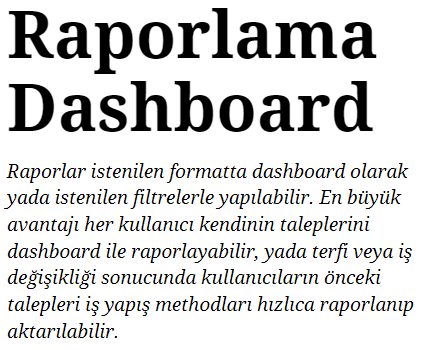 Raporlama
Dashboard
Raporlar istenilen formatta dashboard olarak
yada istenilen filtrelerle yapılabilir. En büyük
avantajı her kullanıcı kendinin taleplerini
dashboard ile raporlayabilir, yada terfi veya iş
değişikliği sonucunda kullanıcıların önceki
talepleri iş yapış methodları hızlıca raporlanıp
aktarılabilir.